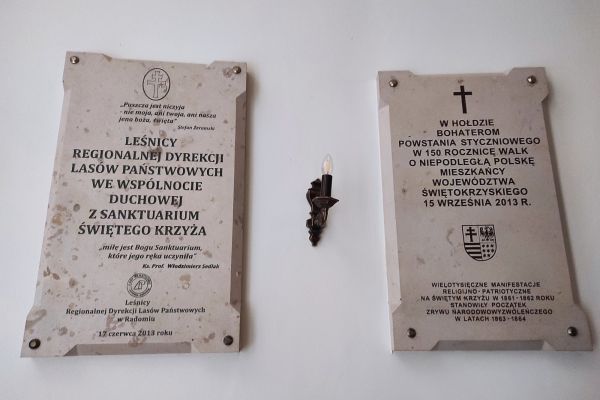 „Puszcza jest niczyja
- nie moja, ani twoja, ani nasza
jeno boża, święta”
Stefan Żeromski
LEŚNICY
REGIONALNEJ DYREKCJI
LASÓW PAŃSTWOWYCH
WE WSPÓLNOCIE
DUCHOWEJ
Z SANKTUARIUM
ŚWIĘTEGO KRZYŻA
„miłe jest Bogu Sanktuarium,
które jego ręka uczyniła”
Ks. Prof. Włodzimierz Sedlak
Leśnicy
Regionalnej Dyrekcji Lasów Państwowych
w Radomiu
17 czerwca 2013 roku
W HOŁDZIE
BOHATEROM
POWSTANIA STYCZNIOWEGO
W 150 ROCZNICĘ WALK
O NIEPODLEGŁĄ POLSKĘ
MIESZKAŃCY
WOJEWÓDZTWA
ŚWIĘTOKRZYSKIEGO
15 WRZEŚNIA 2013 R.
WIELOTYSIĘCZNE MANIFESTACJE
RELIGIJNO - PATRIOTYCZNE
NA ŚWIĘTYM KRZYŻU W 1861-1862 ROKU
STANOWIŁY POCZĄTEK
ZRYWU NARODOWOWYZWOLEŃCZEGO
W LATACH 1863 - 1864